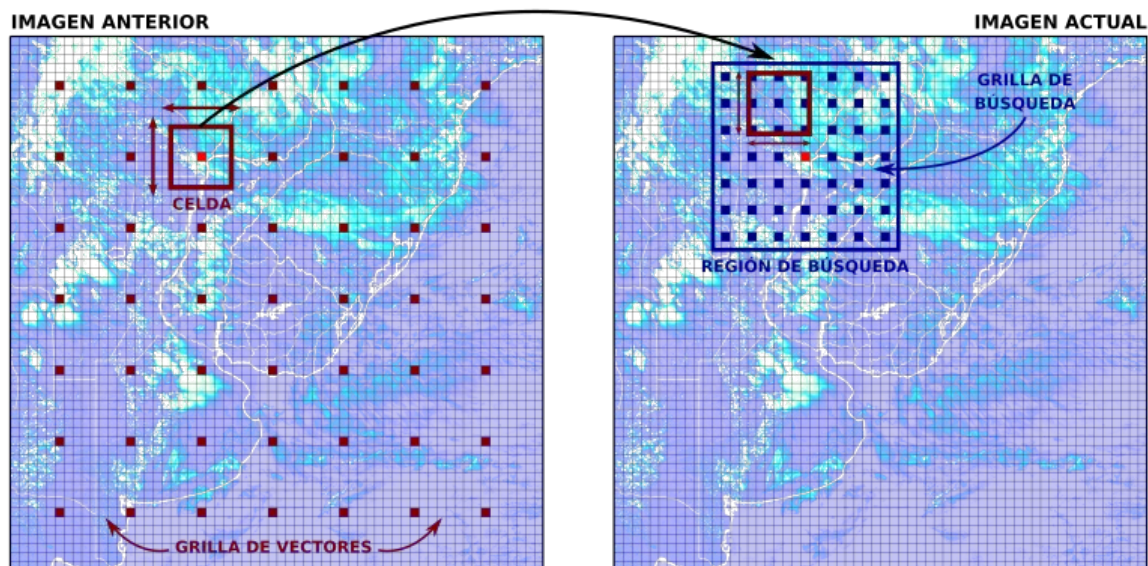 IMAGEN ANTERIOR
IMAGEN ACTUAL
GRILLA DE
BÚSQUEDA
CELDA
REGIÓN DE BÚSQUEDA
GRILLA DE VECTORES